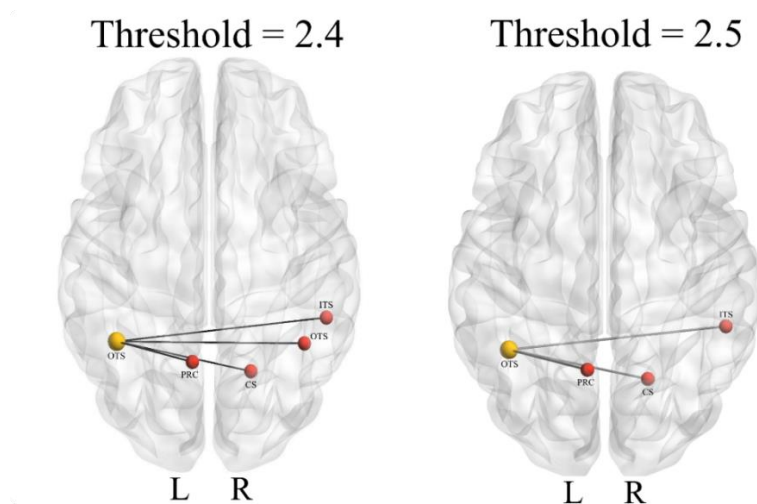 Threshold = 2.4
ITS
OTS
OTS
PRC
CS
L R
Threshold = 2.5
ITS
OTS
PRC
CS
L R